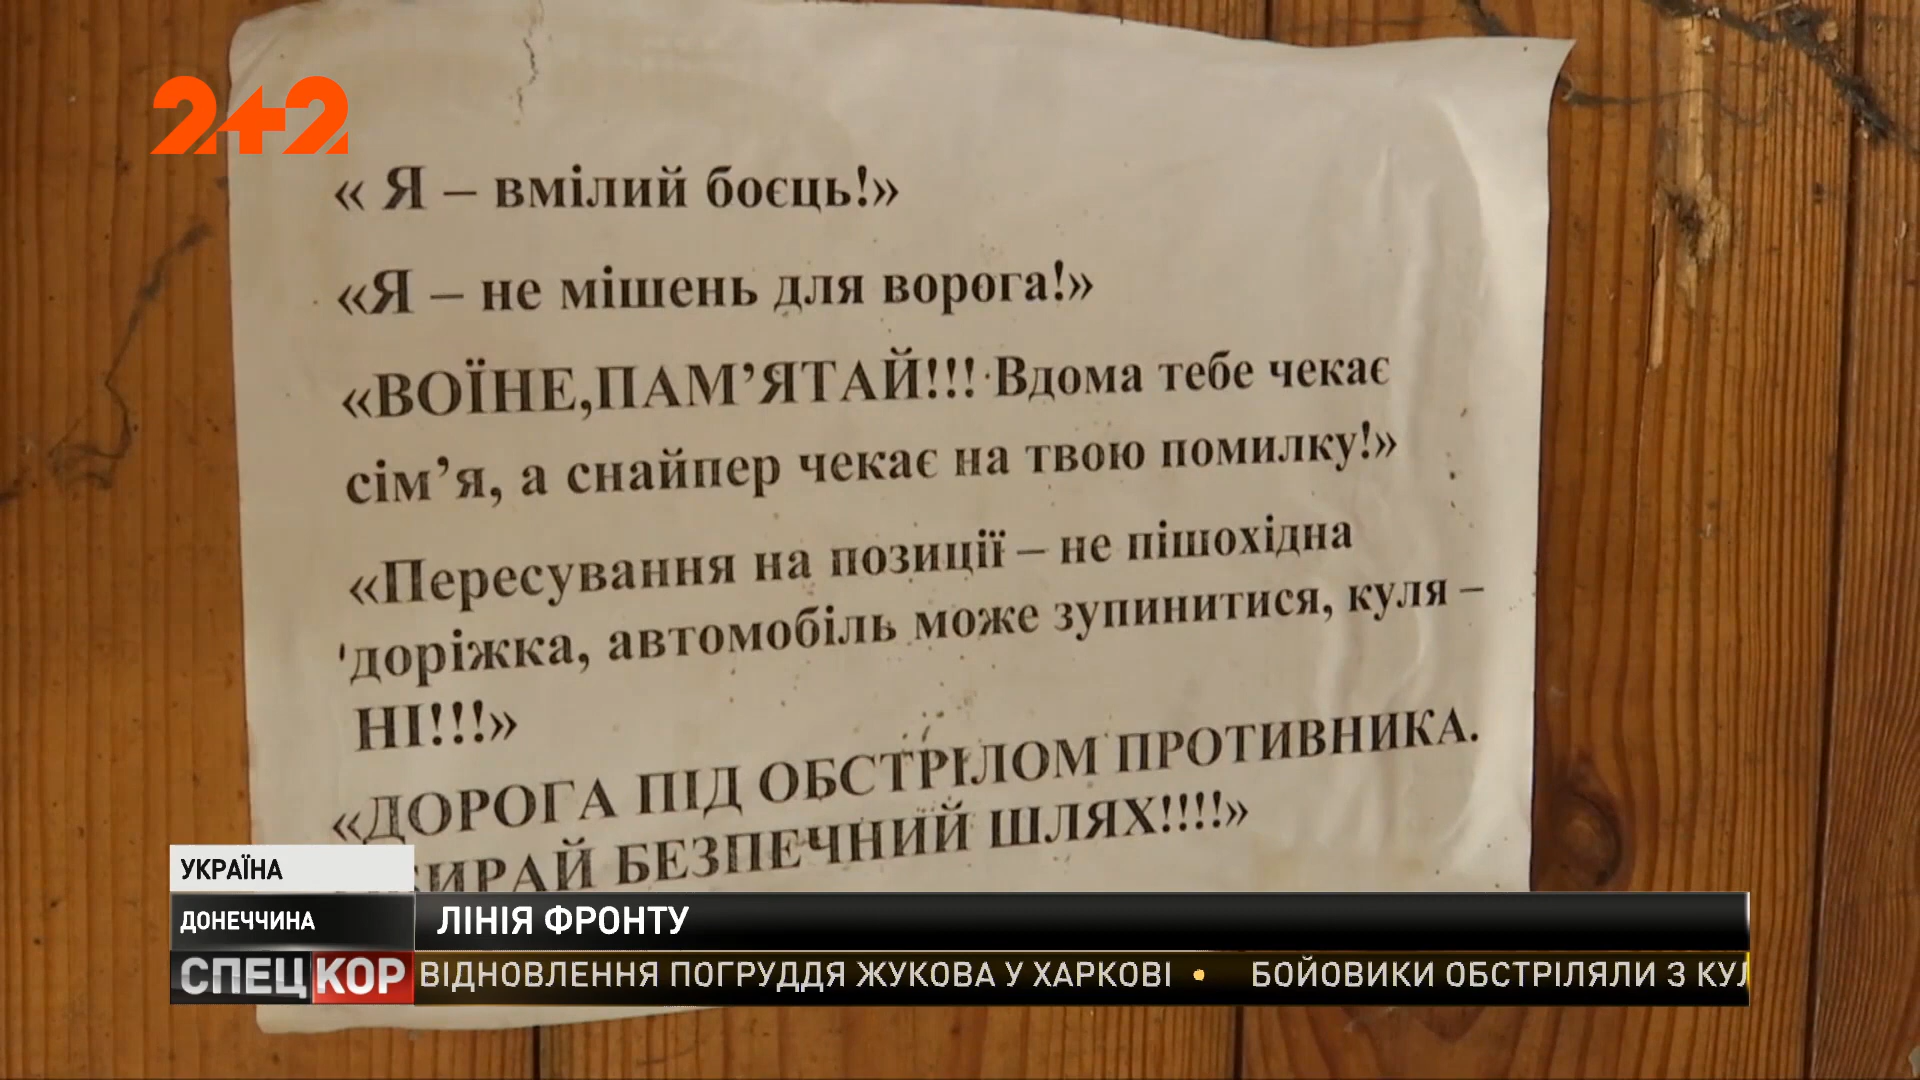 2+2
« Я – вмілий боєць!»
«Я – не мішень для ворога!»
«ВОЇНЕ,ПАМ’ЯТАЙ!!! Вдома тебе чекає
сім’я, а снайпер чекає на твою помилку!»
«Пересування на позиції – не пішохідна
доріжка, автомобіль може зупинитися, куля –
НІ!!!»
«ДОРОГА ПІД ОБСТРІЛОМ ПРОТИВНИКА.
БЕЗПЕЧНИЙ ШЛЯХ!!!!»
УКРАЇНА
ДОНЕЧЧИНА
ЛІНІЯ ФРОНТУ
СПЕЦКОР
ВІДНОВЛЕННЯ ПОГРУДДЯ ЖУКОВА У ХАРКОВІ • БОЙОВИКИ ОБСТРІЛЯЛИ З